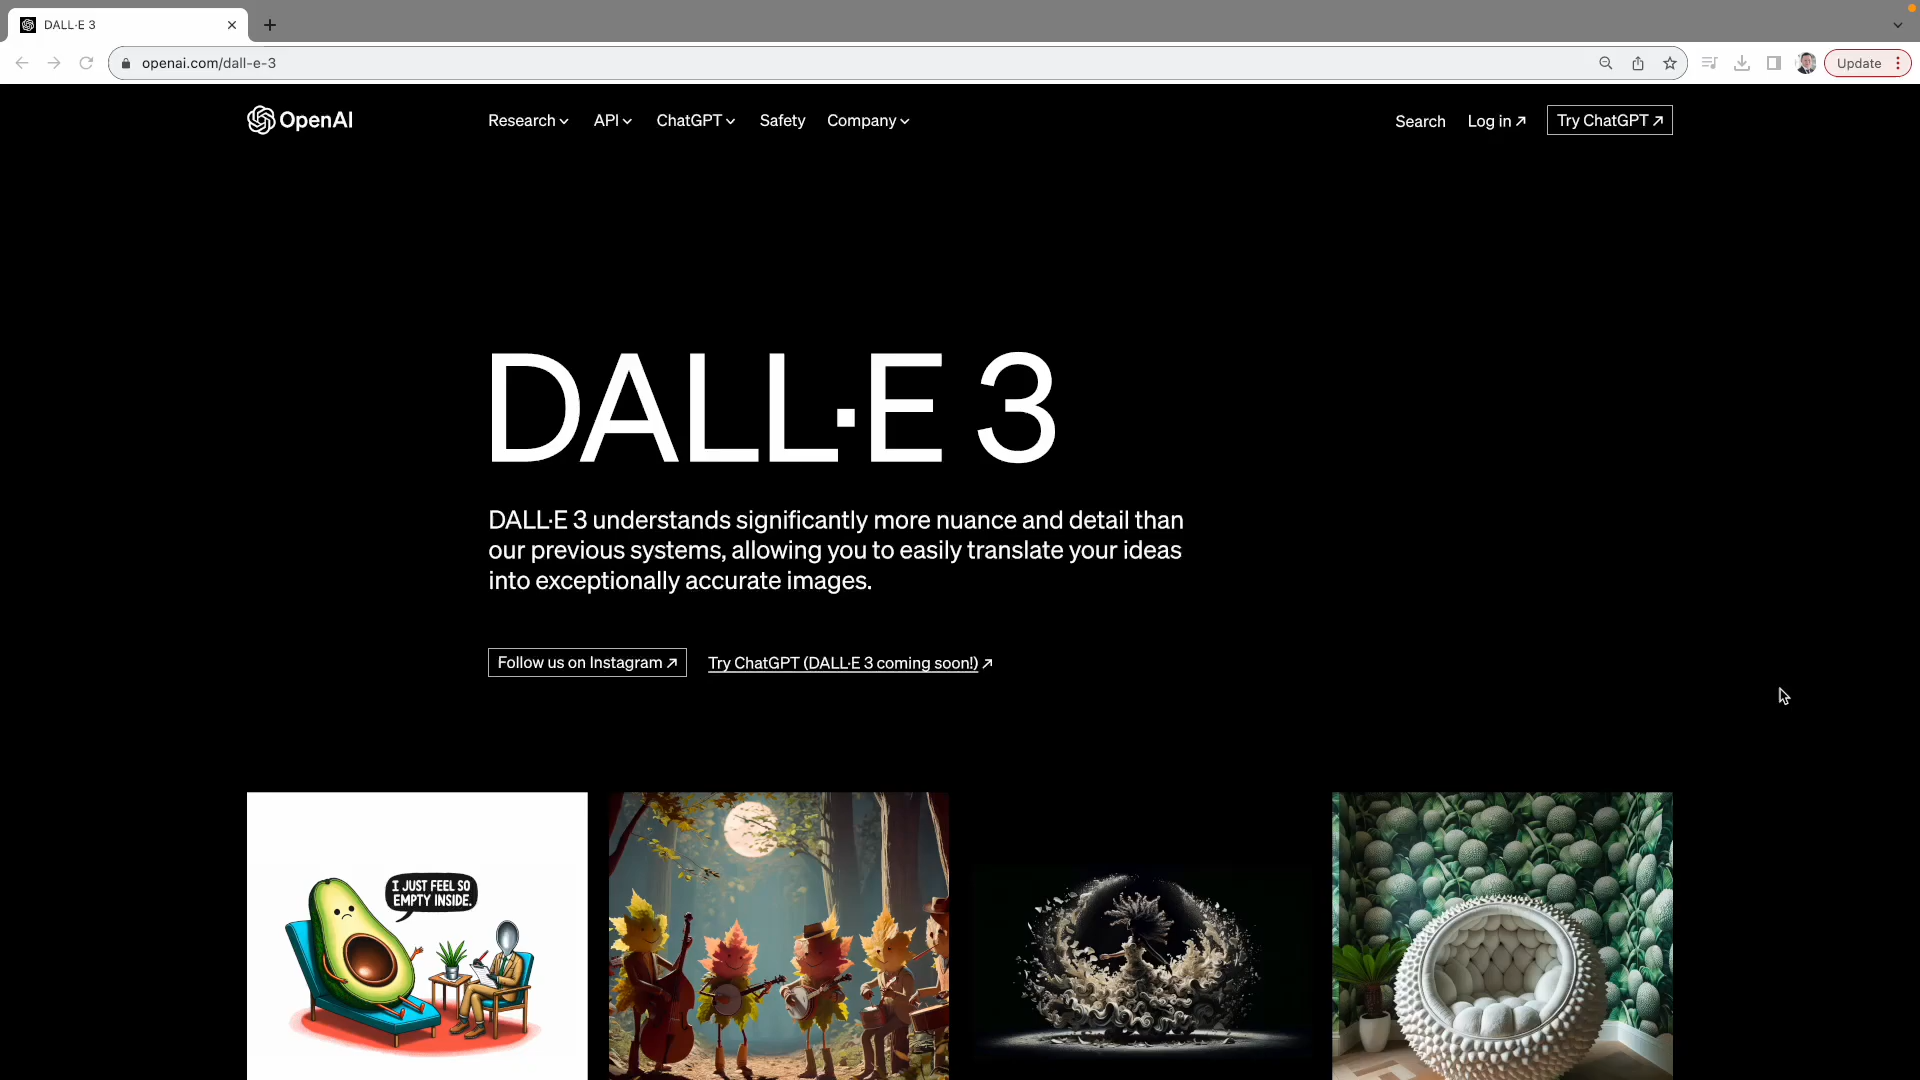 DALL·E 3
openai.com/dall-e-3
Update
OpenAI
Research
API
ChatGPT
Safety
Company
Search
Log in ↗
Try ChatGPT ↗
DALL·E 3
DALL·E 3 understands significantly more nuance and detail than
our previous systems, allowing you to easily translate your ideas
into exceptionally accurate images.
Follow us on Instagram ↗
Try ChatGPT (DALL·E 3 coming soon!) ↗
I JUST FEEL SO
EMPTY INSIDE.